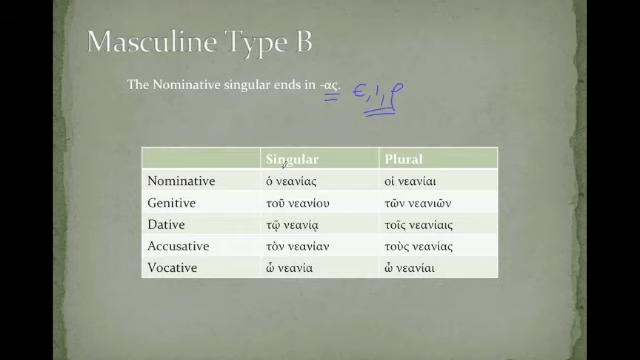 Masculine Type B
The Nominative singular ends in -ας. ε, ι, ρ
Singular Plural
Nominative ὁ νεανίας οἱ νεανίαι
Genitive τοῦ νεανίου τῶν νεανιῶν
Dative τῷ νεανίᾳ τοῖς νεανίαις
Accusative τὸν νεανίαν τοὺς νεανίας
Vocative ὦ νεανία ὦ νεανίαι